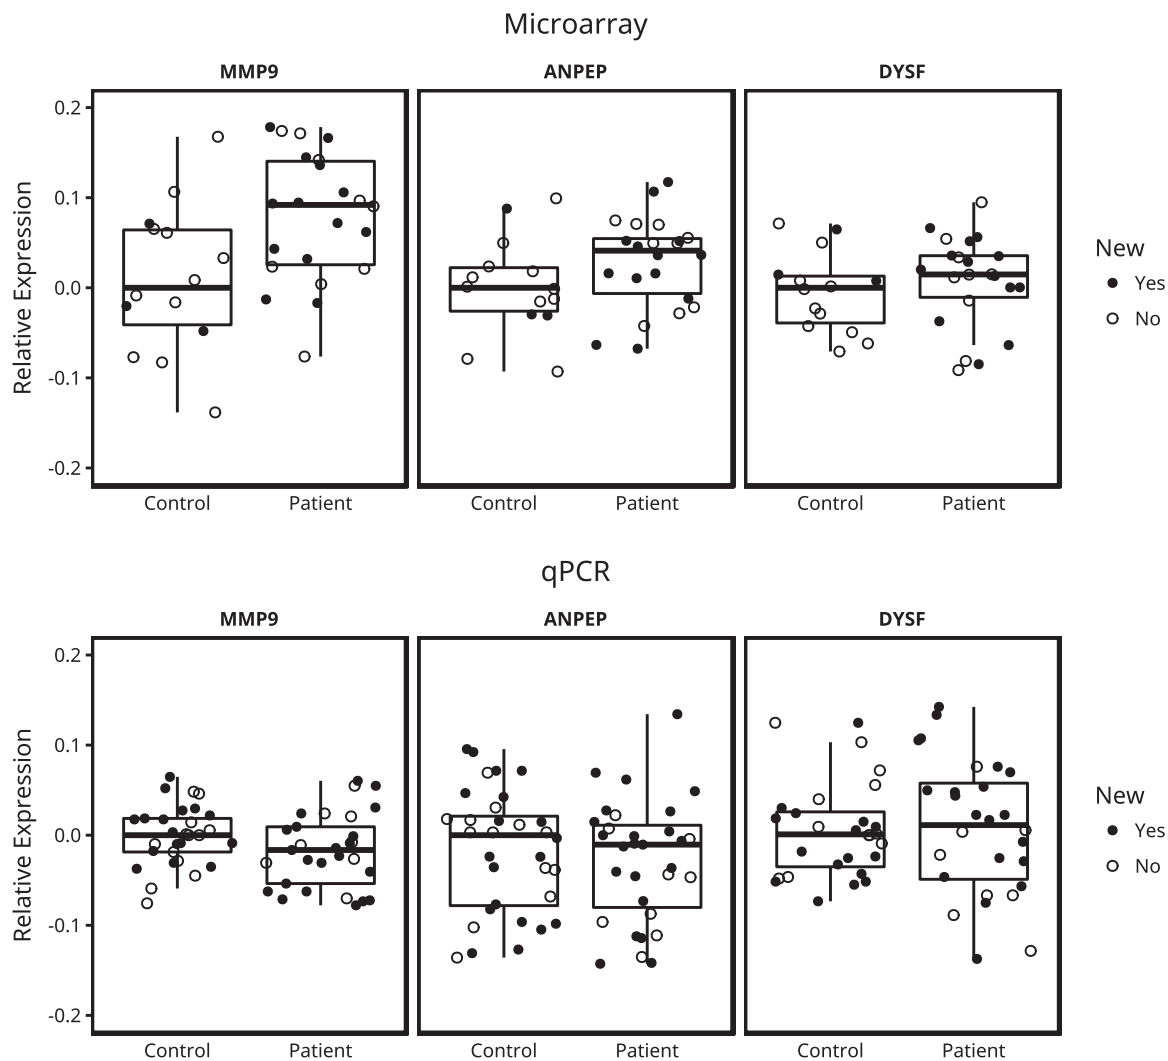 Microarray
MMP9 ANPEP DYSF
Relative Expression
0.2
0.1
0.0
-0.1
-0.2
Control Patient Control Patient Control Patient
New
Yes
No
qPCR
MMP9 ANPEP DYSF
Relative Expression
0.2
0.1
0.0
-0.1
-0.2
Control Patient Control Patient Control Patient
New
Yes
No